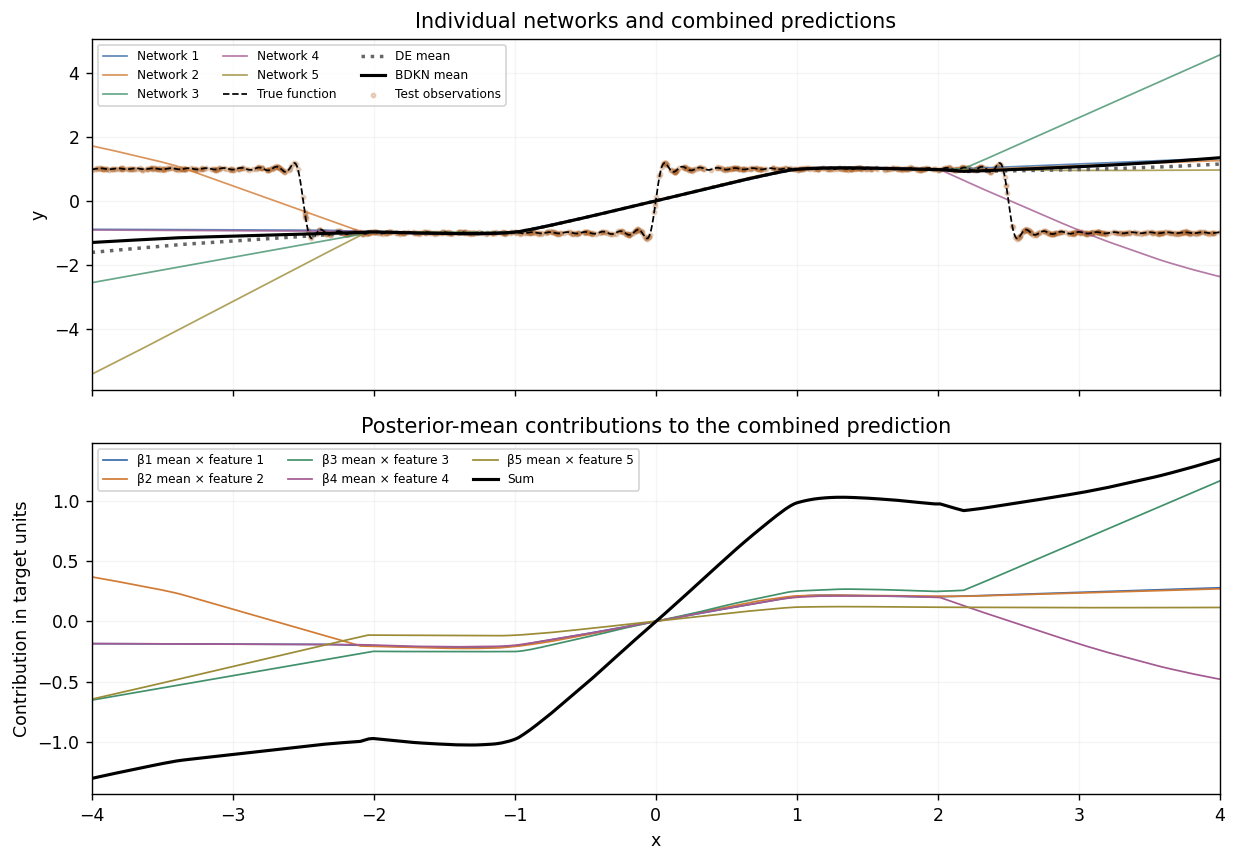 Individual networks and combined predictions
Network 1
Network 2
Network 3
Network 4
Network 5
True function
DE mean
BDKN mean
Test observations
y
4
2
0
−2
−4
Posterior-mean contributions to the combined prediction
β1 mean × feature 1
β2 mean × feature 2
β3 mean × feature 3
β4 mean × feature 4
β5 mean × feature 5
Sum
Contribution in target units
1.0
0.5
0.0
−0.5
−1.0
−4
−3
−2
−1
0
1
2
3
4
x